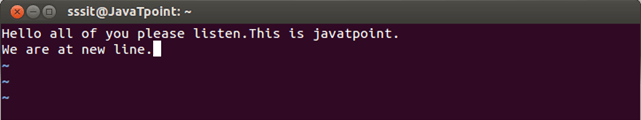 sssit@JavaTpoint: ~
Hello all of you please listen.This is javatpoint.
We are at new line.
~
~
~